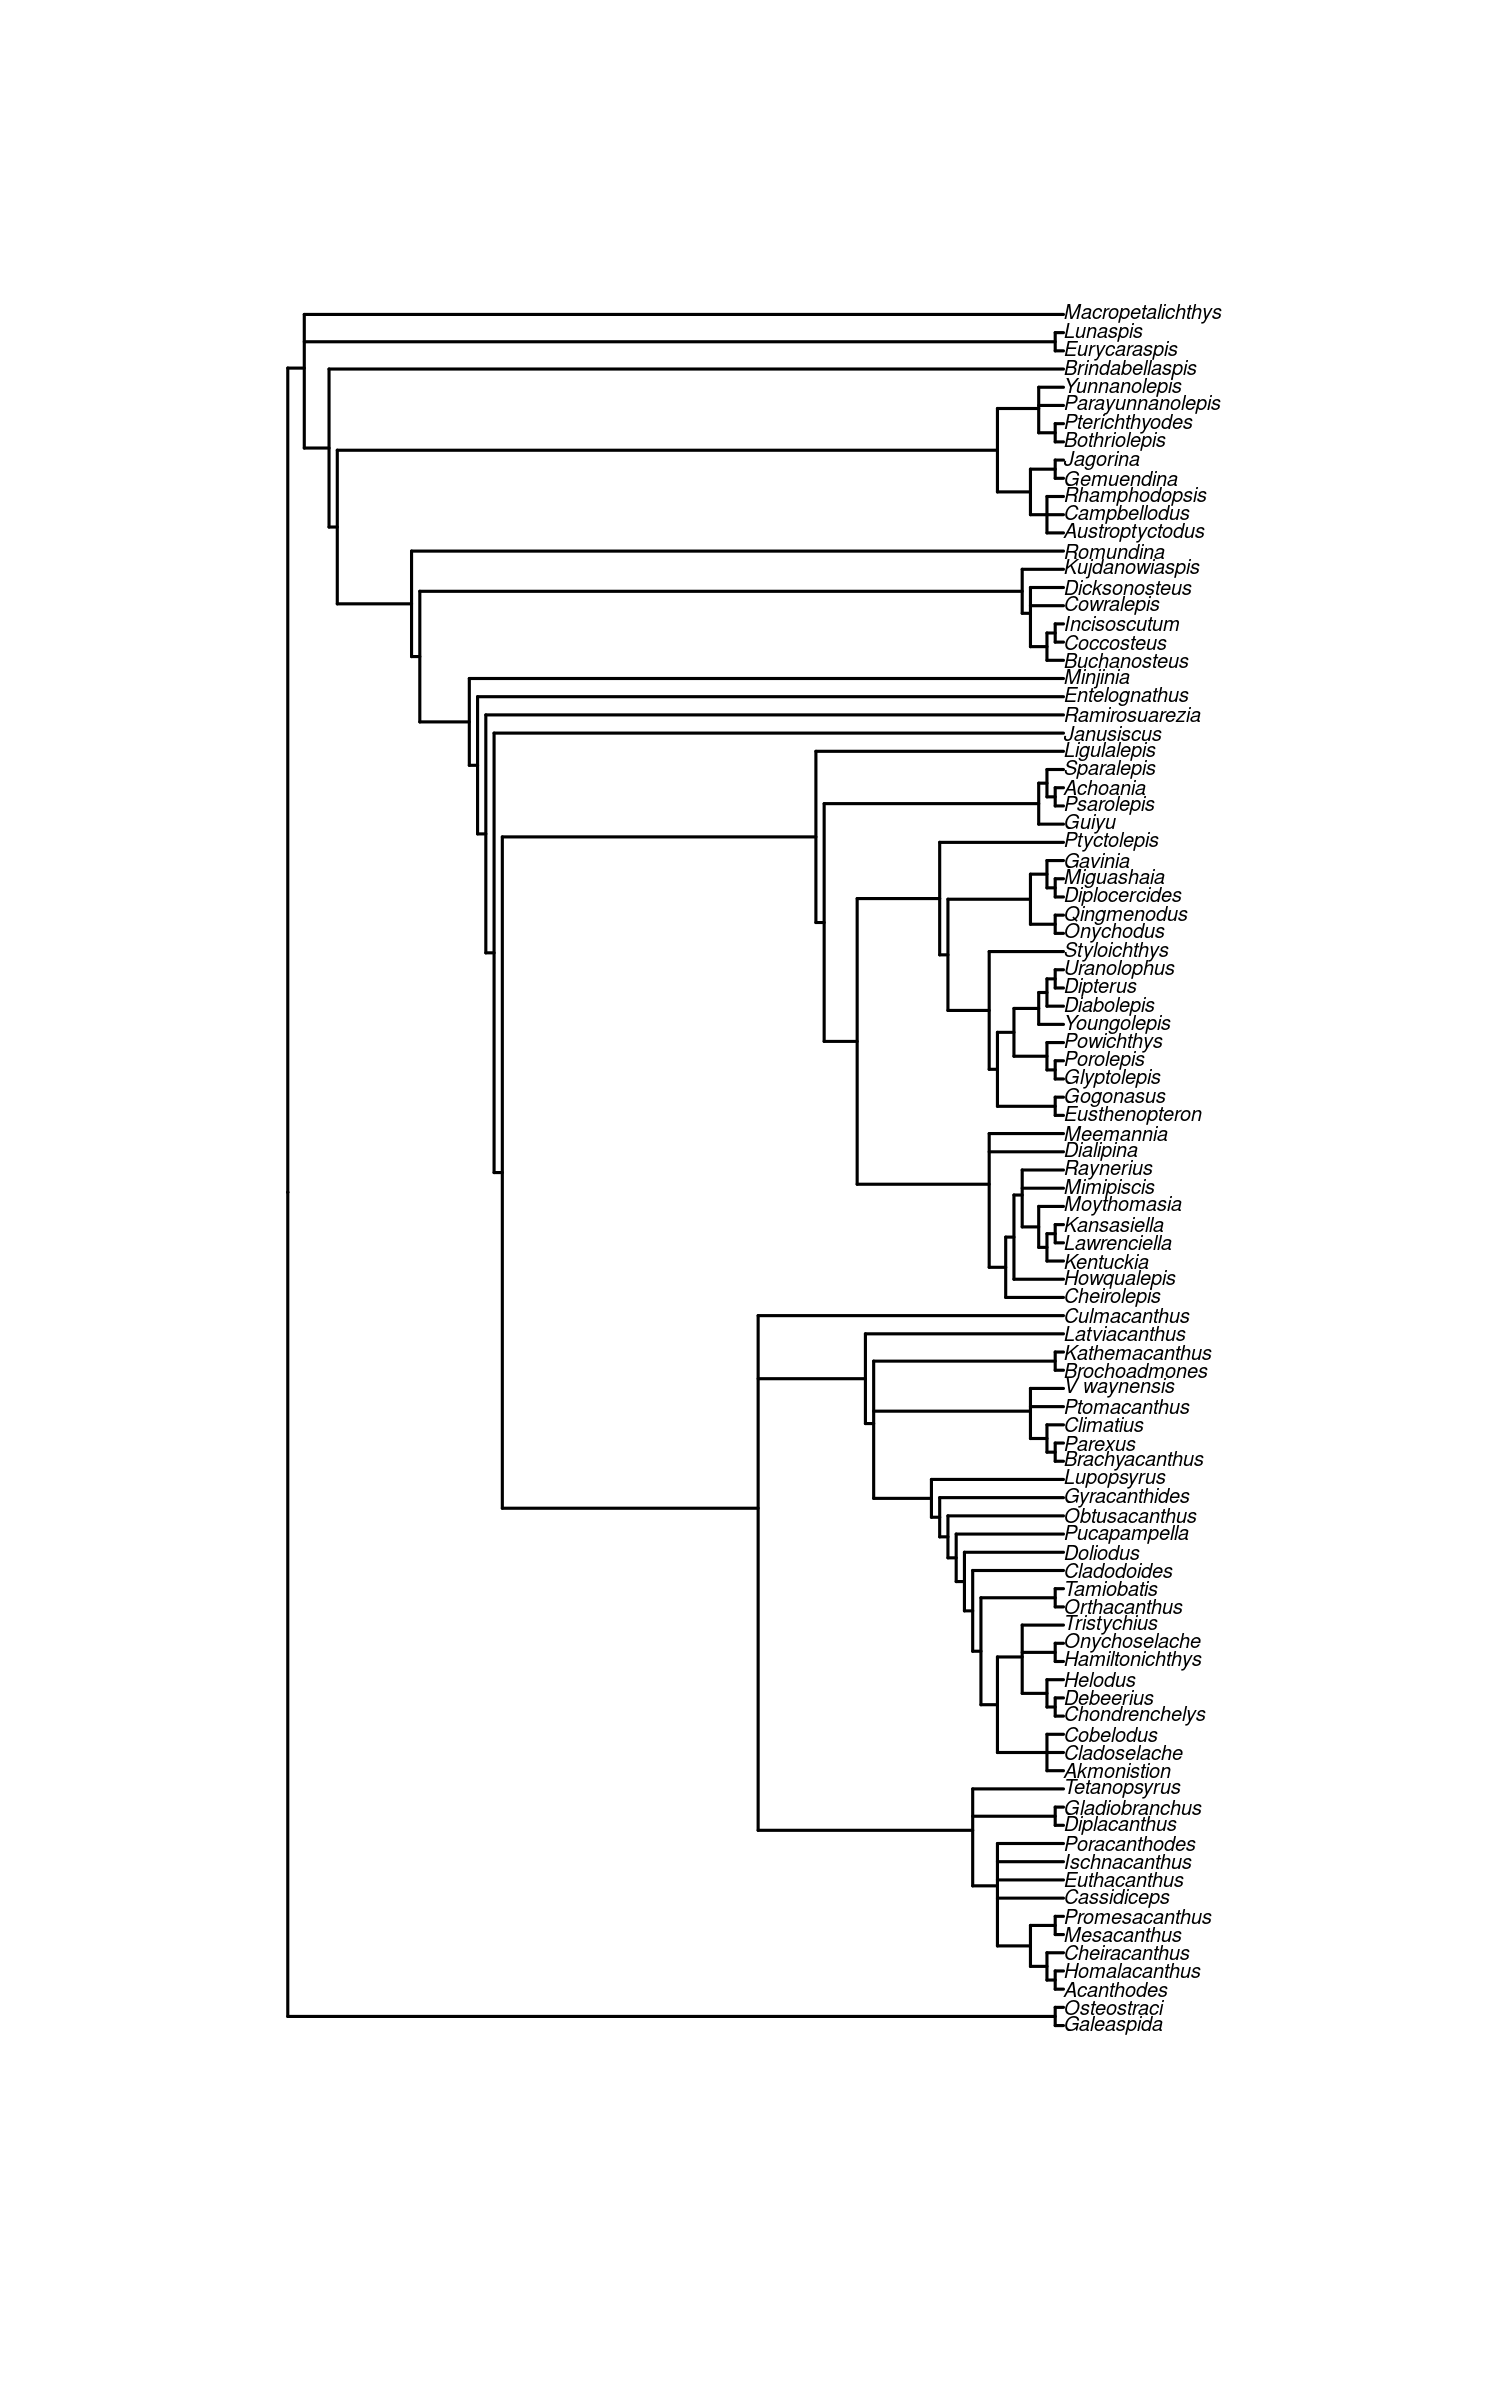 Macropetalichthys
Lunaspis
Eurycaraspis
Brindabellaspis
Yunnanolepis
Parayunnanolepis
Pterichthyodes
Bothriolepis
Jagorina
Gemuendina
Rhamphodopsis
Campbellodus
Austroptyctodus
Romundina
Kujdanowiaspis
Dicksonosteus
Cowralepis
Incisoscutum
Coccosteus
Buchanosteus
Minjinia
Entelognathus
Ramirosuarezia
Janusiscus
Ligulalepis
Sparalepis
Achoania
Psarolepis
Guiyu
Ptyctolepis
Gavinia
Miguashaia
Diplocercides
Qingmenodus
Onychodus
Styloichthys
Uranolophus
Dipterus
Diabolepis
Youngolepis
Powichthys
Porolepis
Glyptolepis
Gogonasus
Eusthenopteron
Meemannia
Dialipina
Raynerius
Mimipiscis
Moythomasia
Kansasiella
Lawrenciella
Kentuckia
Howqualepis
Cheirolepis
Culmacanthus
Latviacanthus
Kathemacanthus
Brochoadmones
V waynensis
Ptomacanthus
Climatius
Parexus
Brachyacanthus
Lupopsyrus
Gyracanthides
Obtusacanthus
Pucapampella
Doliodus
Cladodoides
Tamiobatis
Orthacanthus
Tristychius
Onychoselache
Hamiltonichthys
Helodus
Debeerius
Chondrenchelys
Cobelodus
Cladoselache
Akmonistion
Tetanopsyrus
Gladiobranchus
Diplacanthus
Poracanthodes
Ischnacanthus
Euthacanthus
Cassidiceps
Promesacanthus
Mesacanthus
Cheiracanthus
Homalacanthus
Acanthodes
Osteostraci
Galeaspida